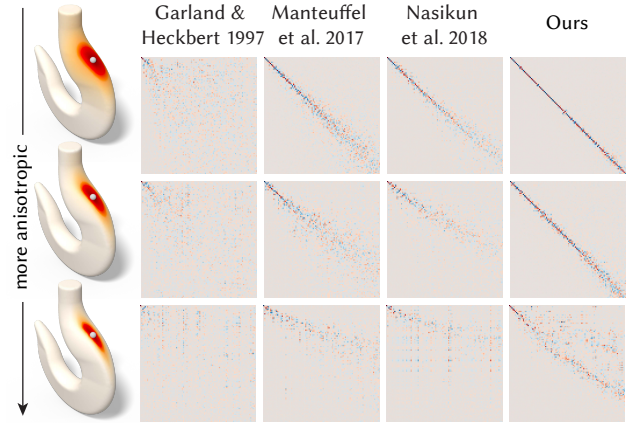 Garland &
Heckbert 1997
Manteuffel
et al. 2017
Nasikun
et al. 2018
Ours
more anisotropic